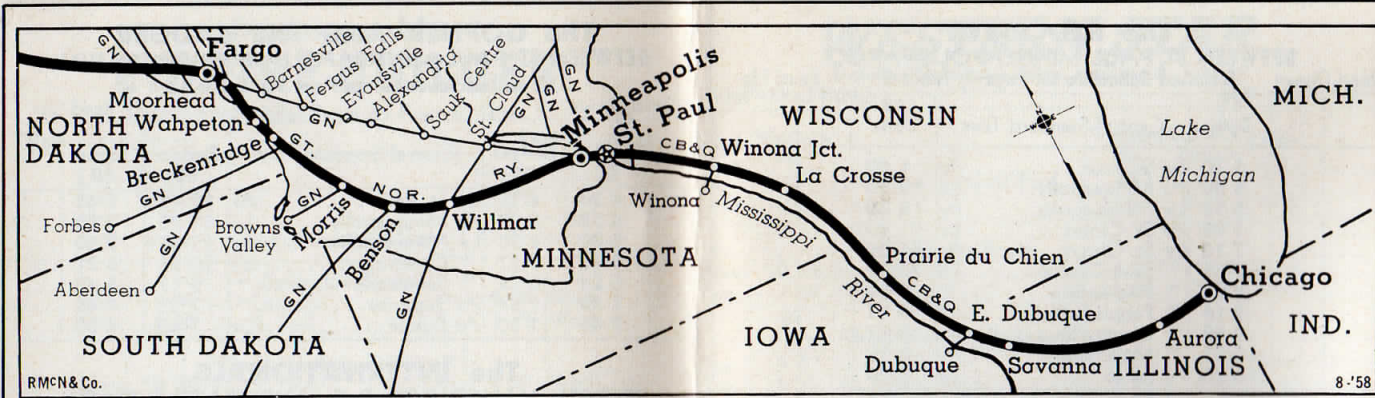 GN
Fargo
Barnesville
Fergus Falls
Evansville
Alexandria
Sauk Centre
St. Cloud
GN
GN
GN
Minneapolis
St. Paul
Moorhead
Wahpeton
Breckenridge
NORTH
DAKOTA
GN
Forbes
GN
Aberdeen
GT.
NOR.
RY.
GN
Browns
Valley
Morris
Benson
Willmar
GN
GN
SOUTH DAKOTA
MINNESOTA
CB&Q
Winona Jct.
Winona
La Crosse
WISCONSIN
Mississippi
River
Prairie du Chien
CB&Q
E. Dubuque
Dubuque
IOWA
Savanna
ILLINOIS
Aurora
Chicago
Lake
Michigan
MICH.
IND.
RMCN & Co.
8-'58